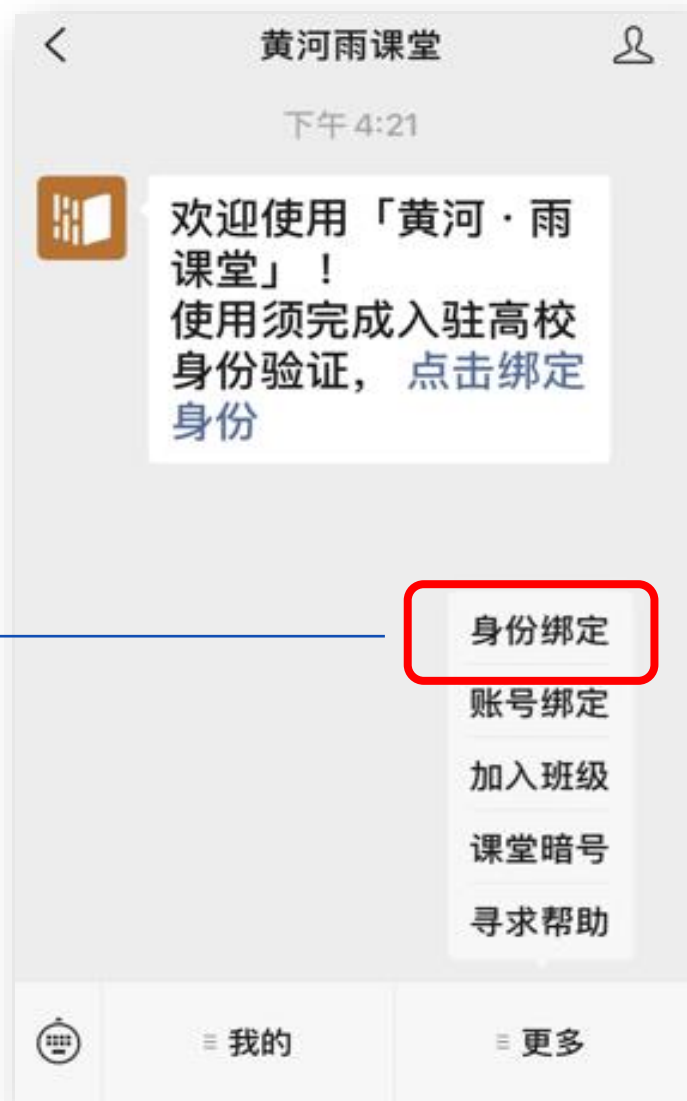 黄河雨课堂
下午 4:21
欢迎使用「黄河 · 雨
课堂」！
使用须完成入驻高校
身份验证， 点击绑定
身份
身份绑定
账号绑定
加入班级
课堂暗号
寻求帮助
我的
更多